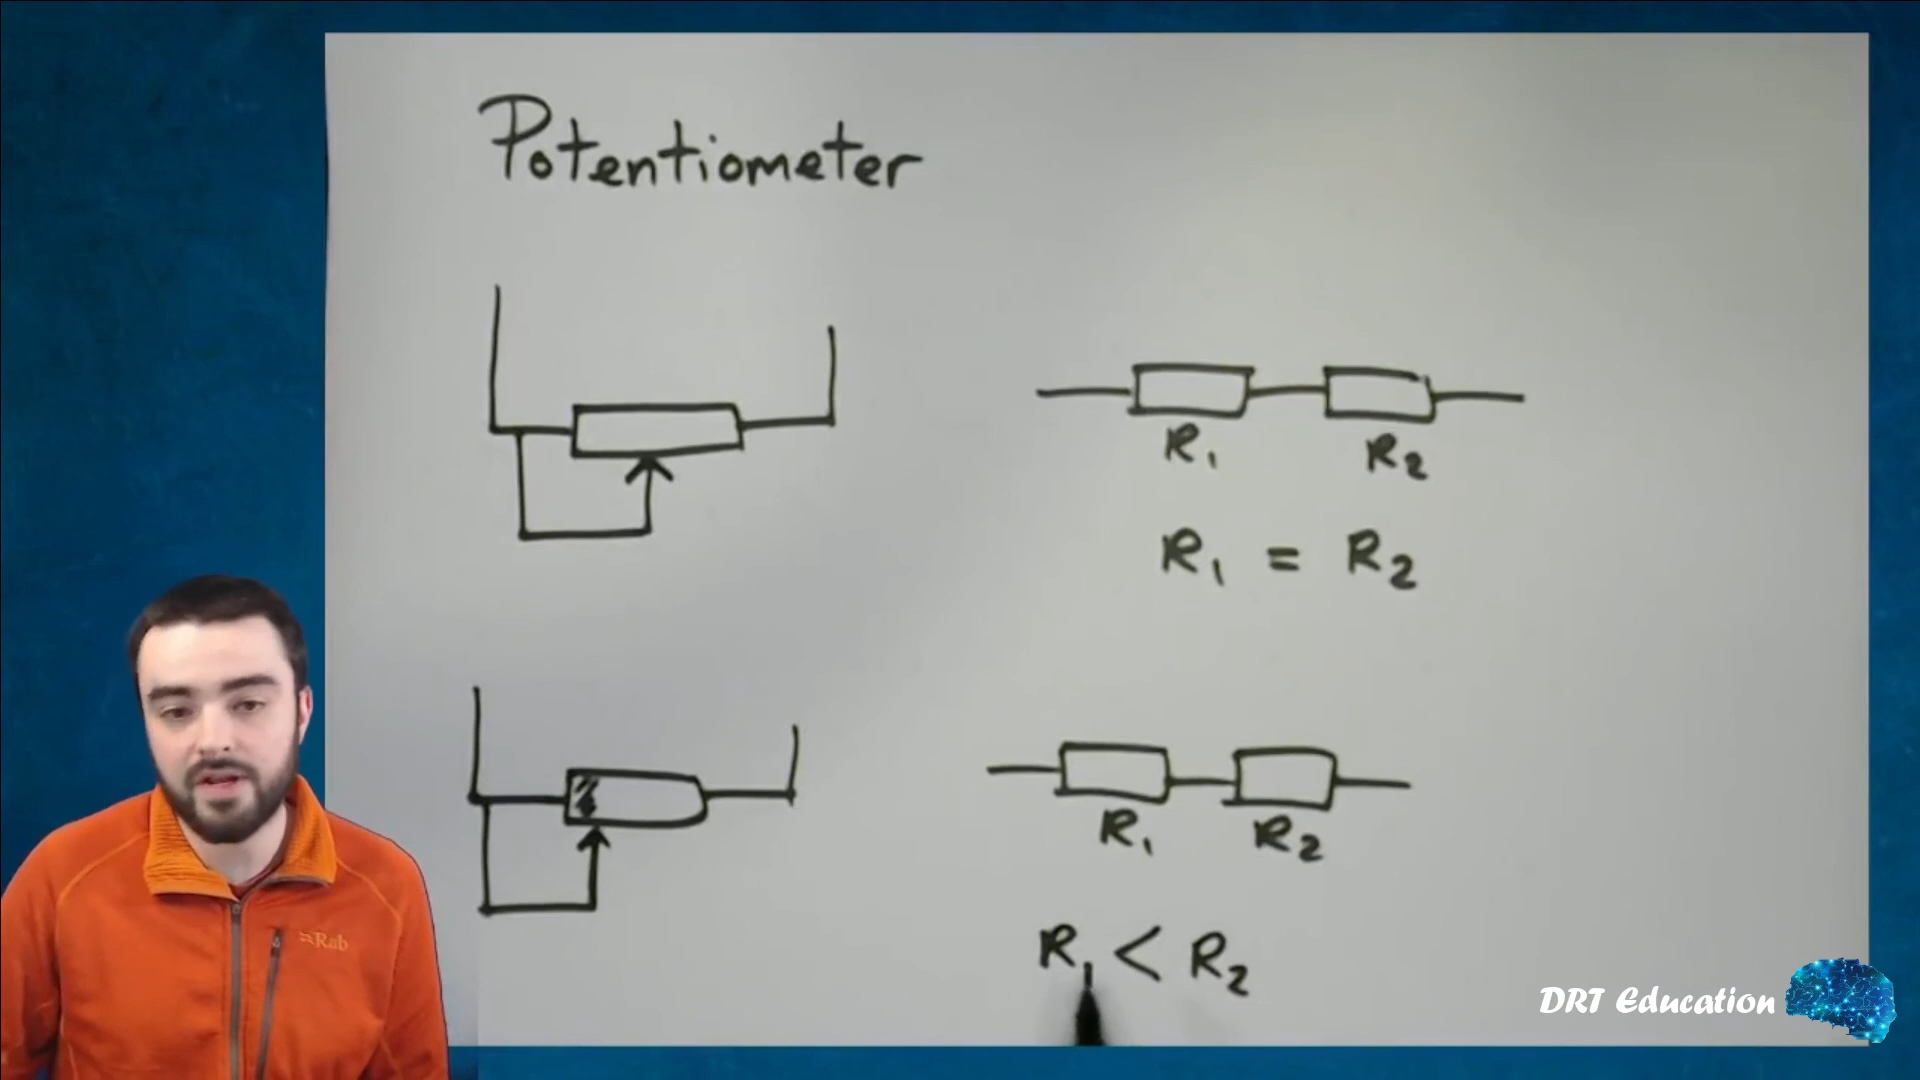 Potentiometer
R₁ R₂
R₁ = R₂
R₁ R₂
R₁ < R₂
Rab
DRT Education